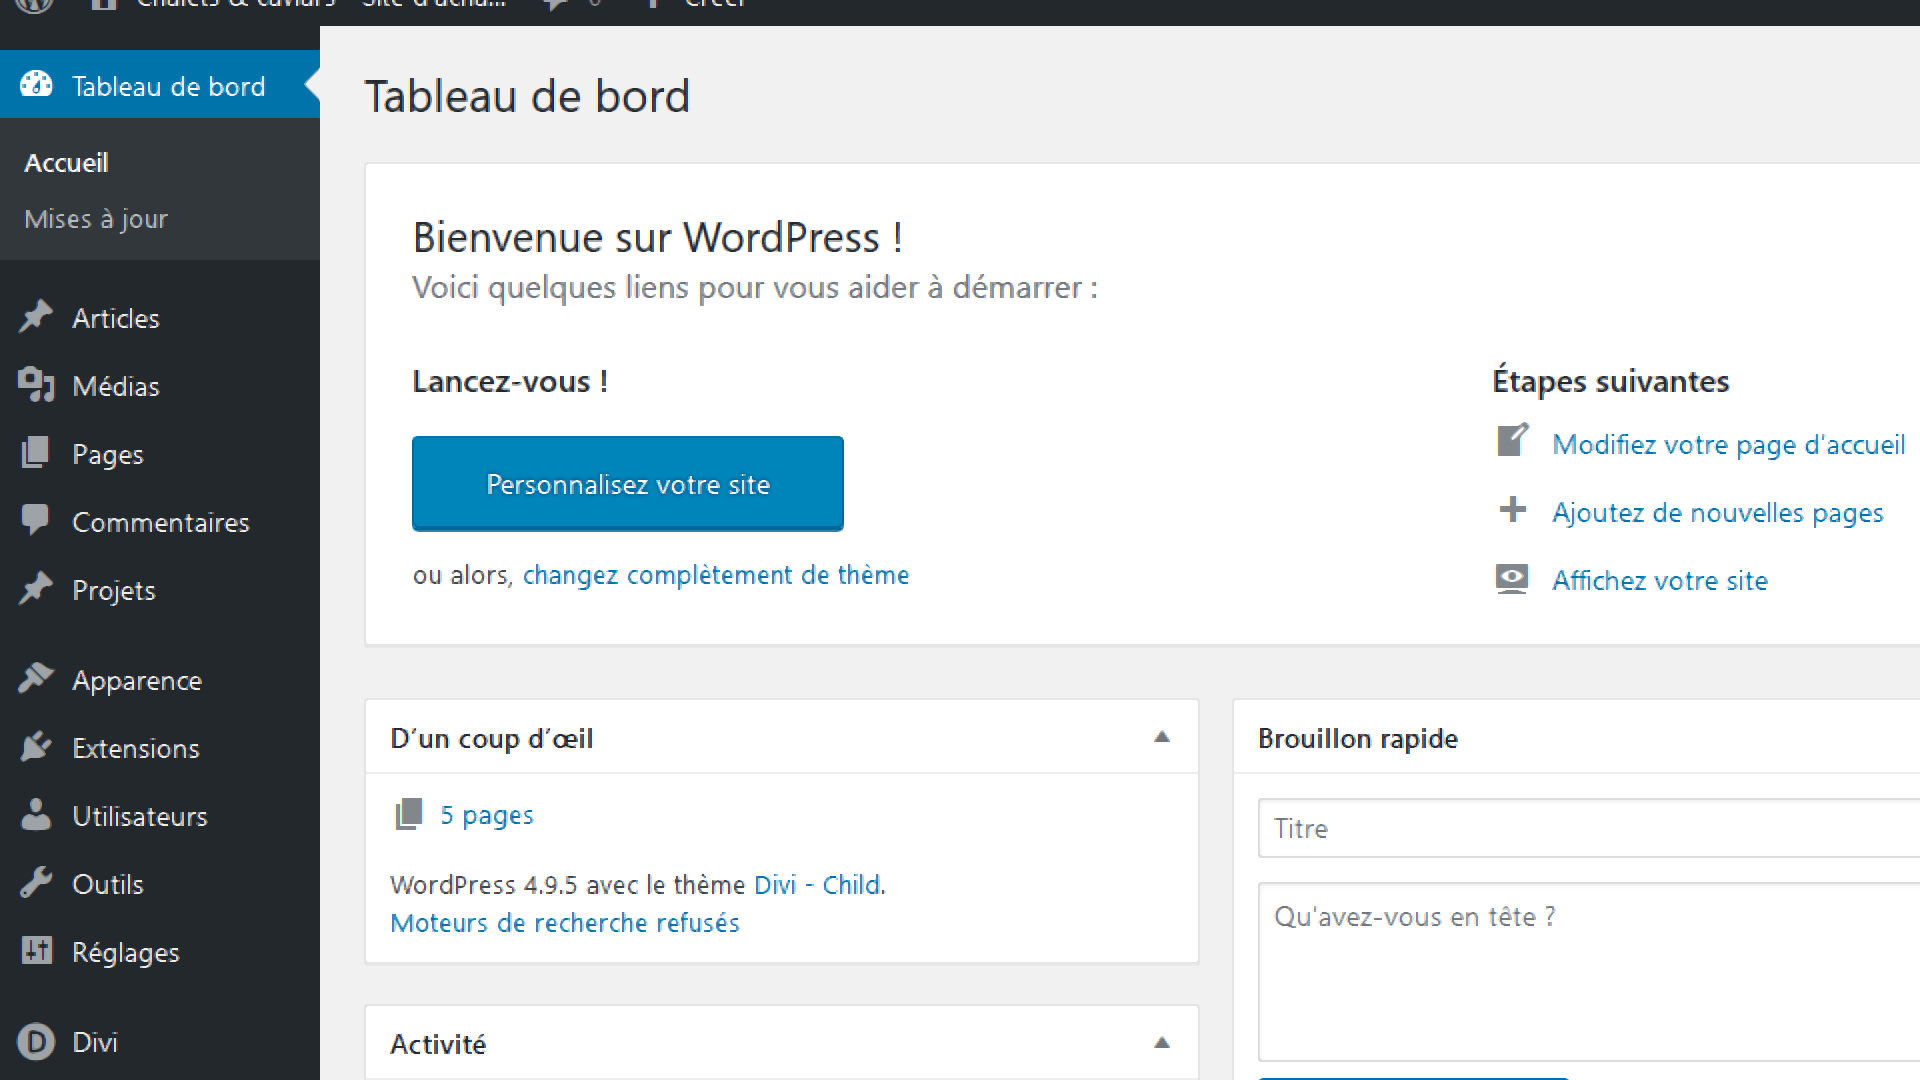 Chalets & caviars - Site d'acha... 0 Créer
Tableau de bord
Accueil
Mises à jour
Articles
Médias
Pages
Commentaires
Projets
Apparence
Extensions
Utilisateurs
Outils
Réglages
Divi
Tableau de bord
Bienvenue sur WordPress !
Voici quelques liens pour vous aider à démarrer :
Lancez-vous !
Personnalisez votre site
ou alors, changez complètement de thème
Étapes suivantes
Modifiez votre page d'accueil
Ajoutez de nouvelles pages
Affichez votre site
D’un coup d’œil
5 pages
WordPress 4.9.5 avec le thème Divi - Child.
Moteurs de recherche refusés
Activité
Brouillon rapide
Titre
Qu'avez-vous en tête ?